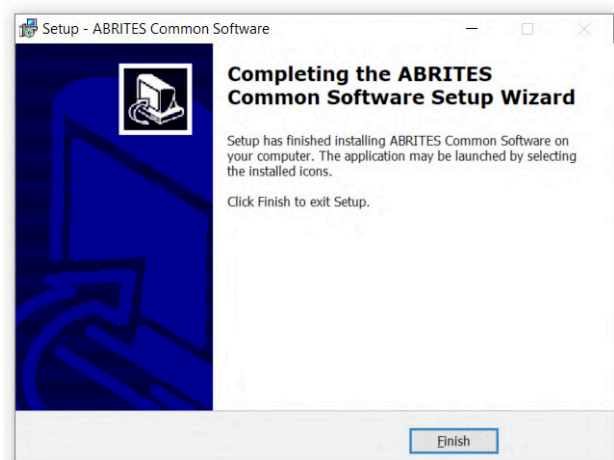 Setup - ABRITES Common Software
Completing the ABRITES
Common Software Setup Wizard
Setup has finished installing ABRITES Common Software on
your computer. The application may be launched by selecting
the installed icons.
Click Finish to exit Setup.
Finish